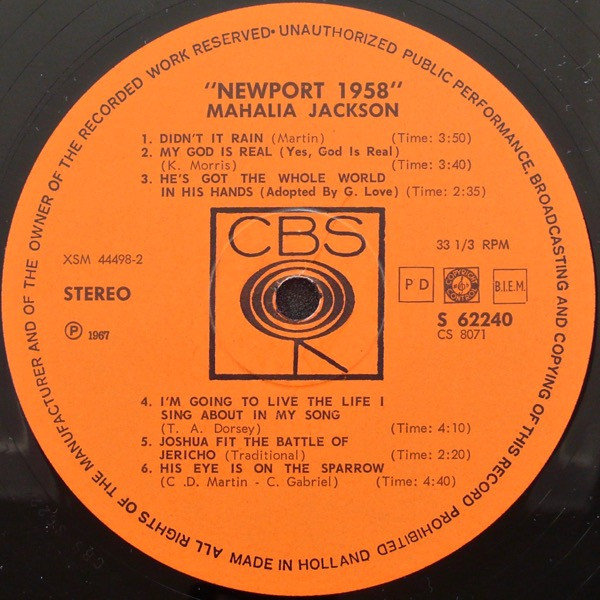 ALL RIGHTS OF THE MANUFACTURER AND OF THE OWNER OF THE RECORDED WORK RESERVED • UNAUTHORIZED PUBLIC PERFORMANCE, BROADCASTING AND COPYING OF THIS RECORD PROHIBITED
"NEWPORT 1958"
MAHALIA JACKSON
1. DIDN'T IT RAIN (Martin) (Time: 3:50)
2. MY GOD IS REAL (Yes, God Is Real)
(K. Morris) (Time: 3:40)
3. HE'S GOT THE WHOLE WORLD
IN HIS HANDS (Adopted By G. Love) (Time: 2:35)
CBS
XSM 44498-2
33 1/3 RPM
STEREO
P D
COPYRIGHT CONTROL
B.I.E.M.
S 62240
CS 8071
℗ 1967
4. I'M GOING TO LIVE THE LIFE I
SING ABOUT IN MY SONG
(T. A. Dorsey) (Time: 4:10)
5. JOSHUA FIT THE BATTLE OF
JERICHO (Traditional) (Time: 2:20)
6. HIS EYE IS ON THE SPARROW
(C .D. Martin - C. Gabriel) (Time: 4:40)
MADE IN HOLLAND